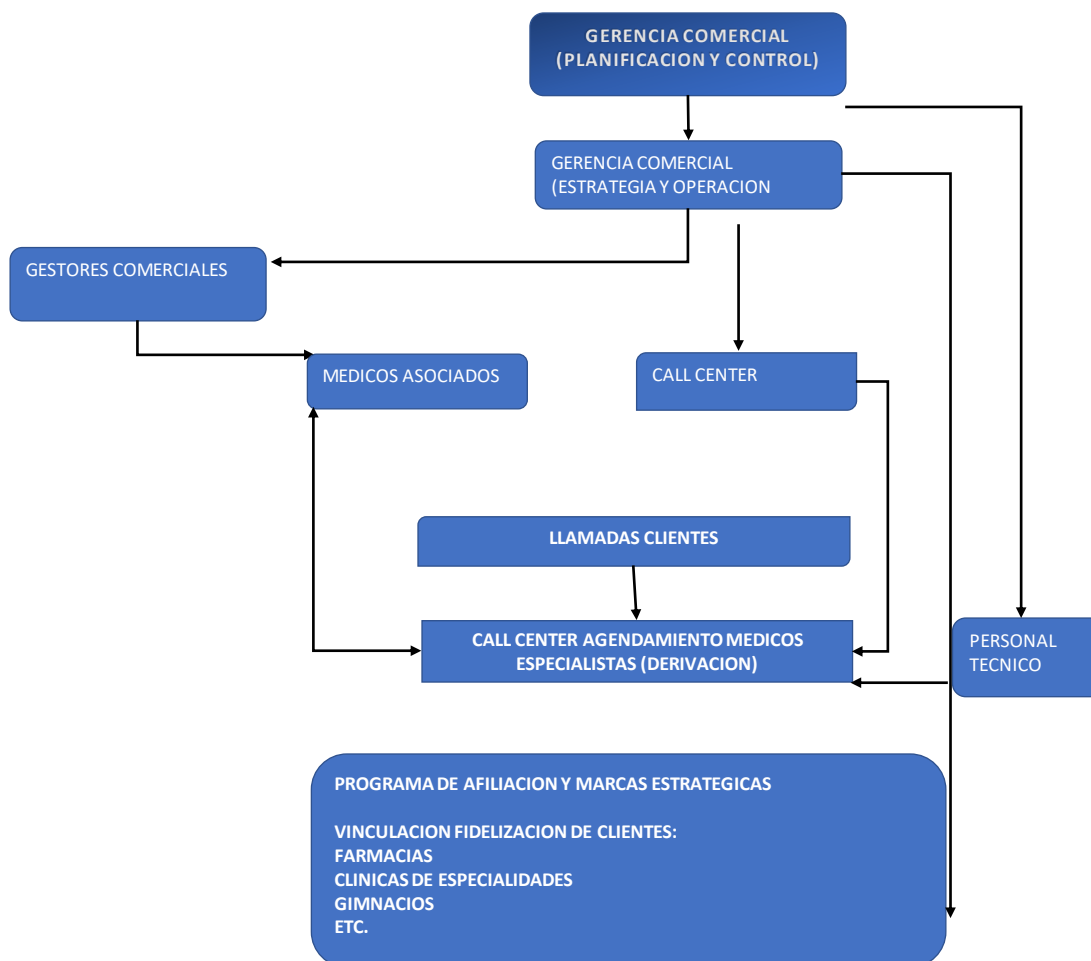 GERENCIA COMERCIAL
(PLANIFICACION Y CONTROL)
GERENCIA COMERCIAL
(ESTRATEGIA Y OPERACION
GESTORES COMERCIALES
MEDICOS ASOCIADOS
CALL CENTER
LLAMADAS CLIENTES
CALL CENTER AGENDAMIENTO MEDICOS
ESPECIALISTAS (DERIVACION)
PERSONAL
TECNICO
PROGRAMA DE AFILIACION Y MARCAS ESTRATEGICAS
VINCULACION FIDELIZACION DE CLIENTES:
FARMACIAS
CLINICAS DE ESPECIALIDADES
GIMNACIOS
ETC.